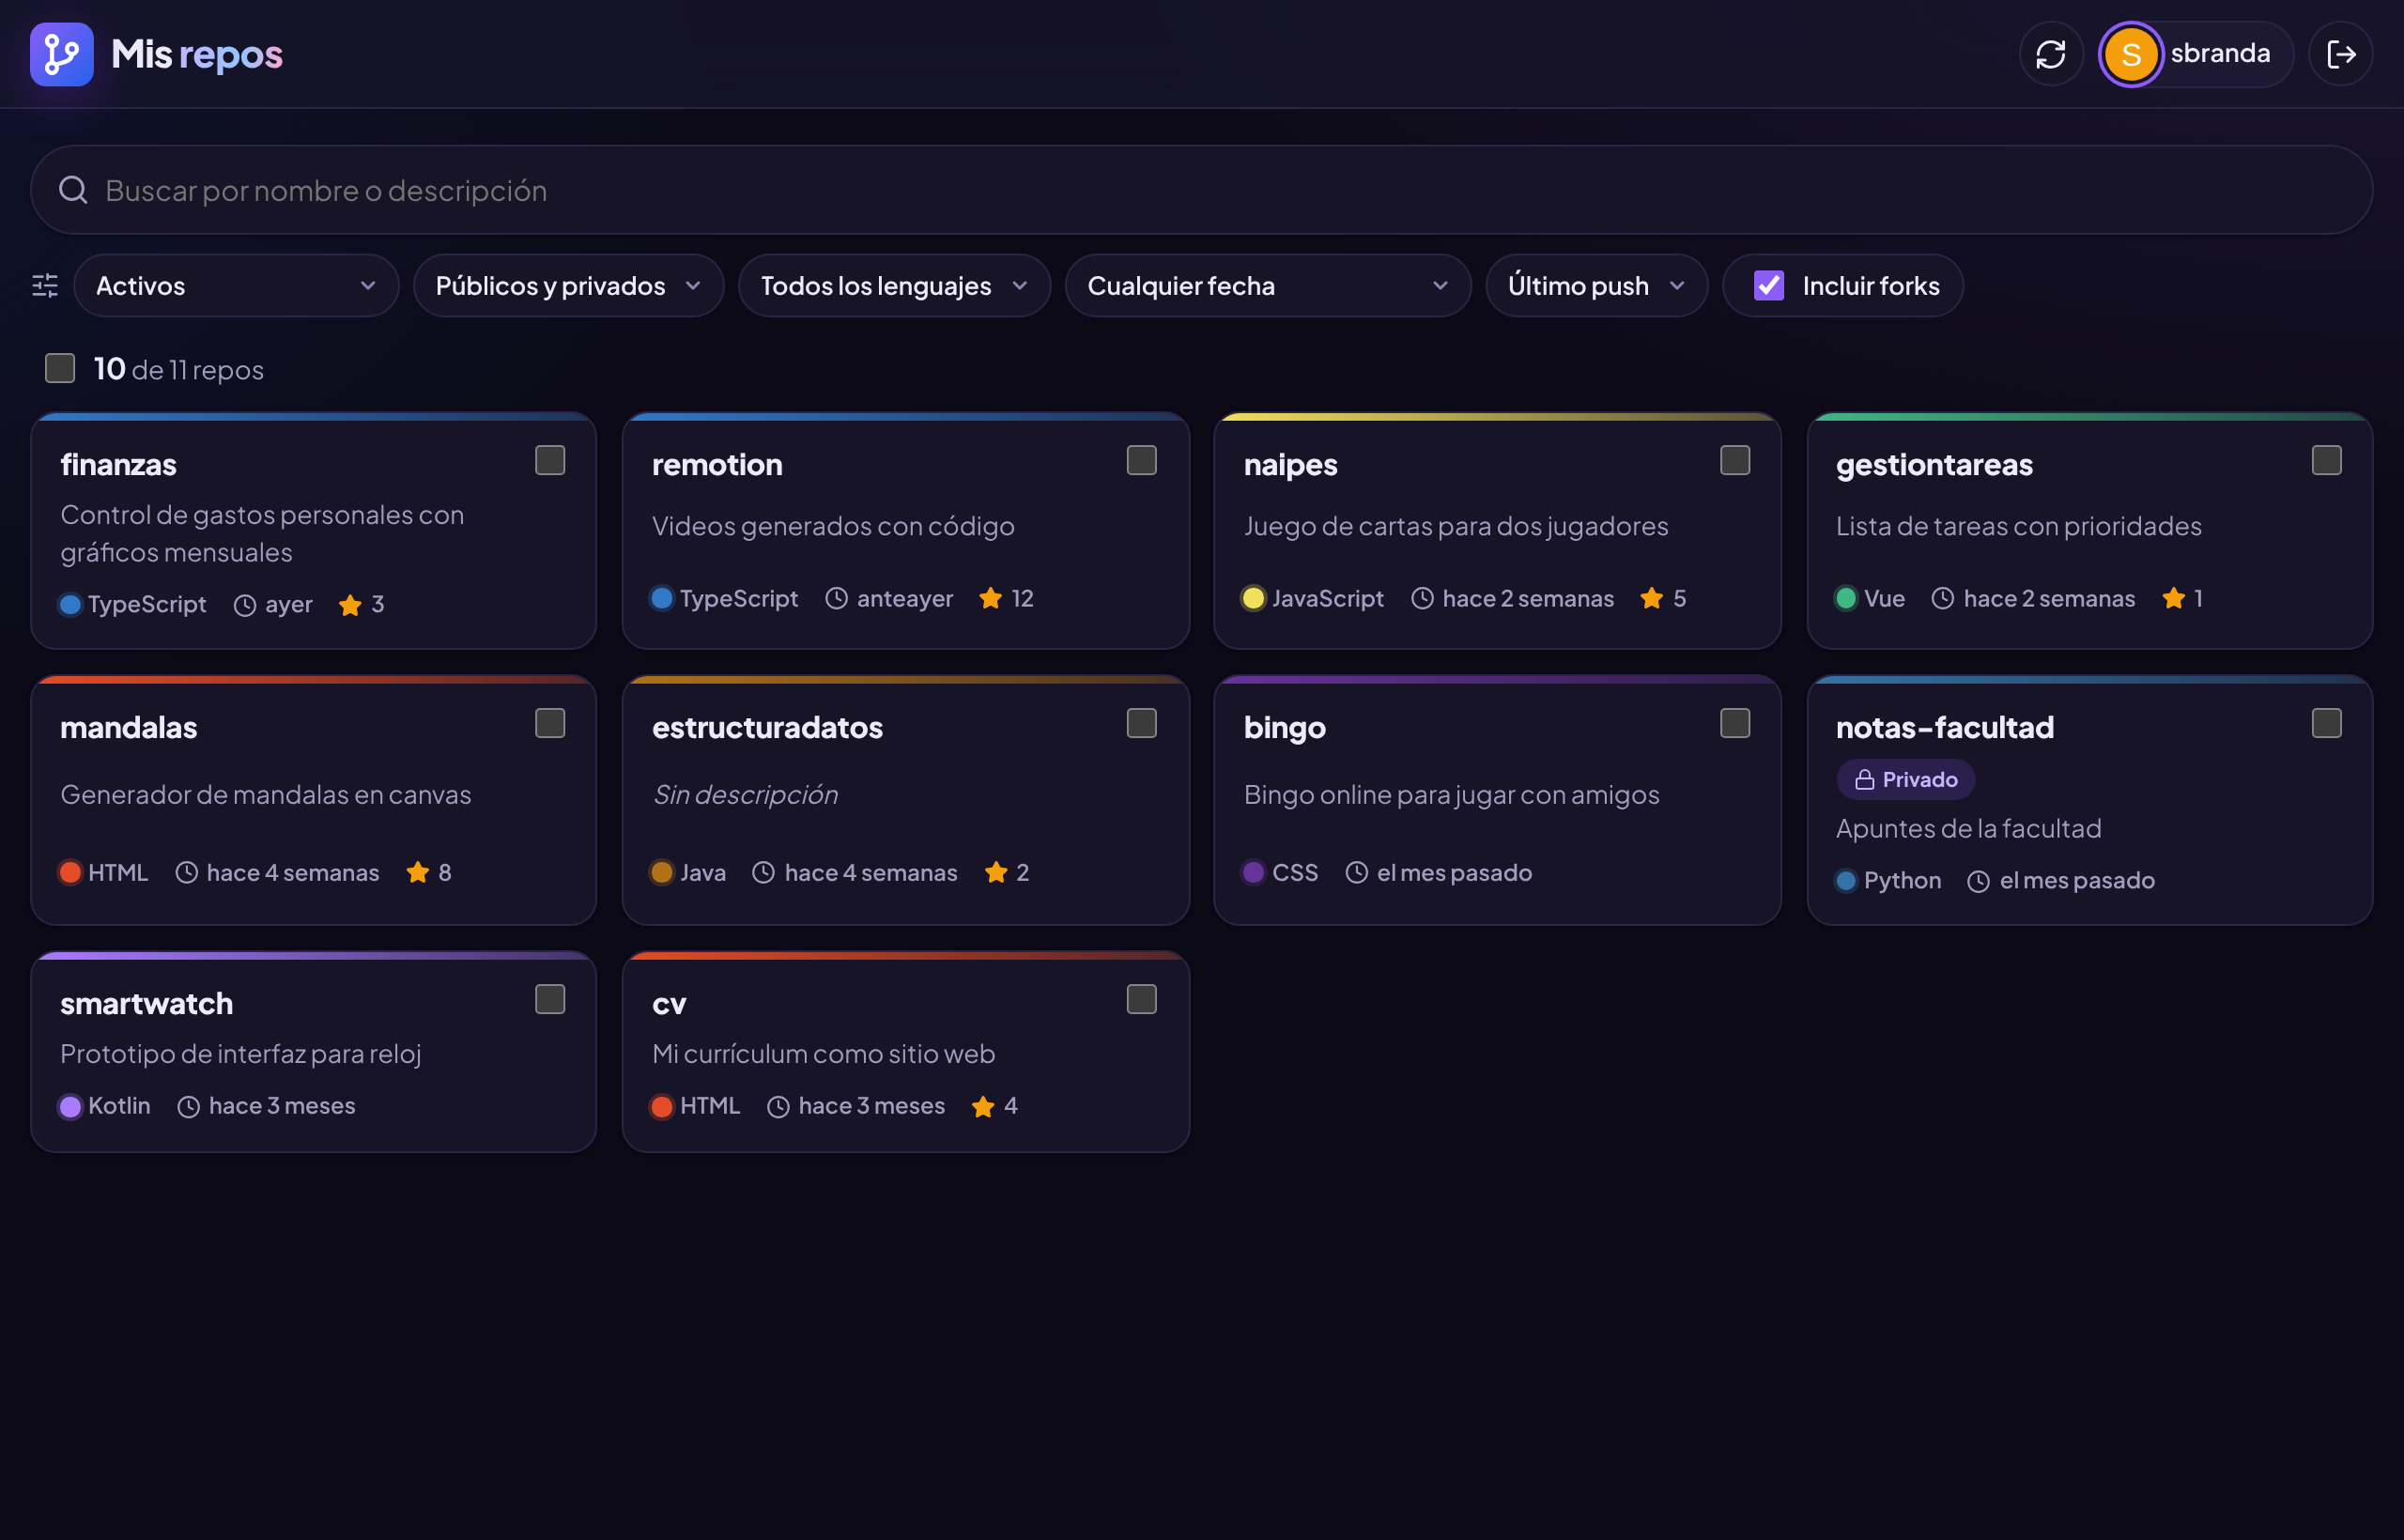 Mis repos
S sbranda
Buscar por nombre o descripción
Activos
Públicos y privados
Todos los lenguajes
Cualquier fecha
Último push
Incluir forks
10 de 11 repos
finanzas
Control de gastos personales con
gráficos mensuales
TypeScript ayer 3
remotion
Videos generados con código
TypeScript anteayer 12
naipes
Juego de cartas para dos jugadores
JavaScript hace 2 semanas 5
gestiontareas
Lista de tareas con prioridades
Vue hace 2 semanas 1
mandalas
Generador de mandalas en canvas
HTML hace 4 semanas 8
estructuradatos
Sin descripción
Java hace 4 semanas 2
bingo
Bingo online para jugar con amigos
CSS el mes pasado
notas-facultad
Privado
Apuntes de la facultad
Python el mes pasado
smartwatch
Prototipo de interfaz para reloj
Kotlin hace 3 meses
cv
Mi currículum como sitio web
HTML hace 3 meses 4